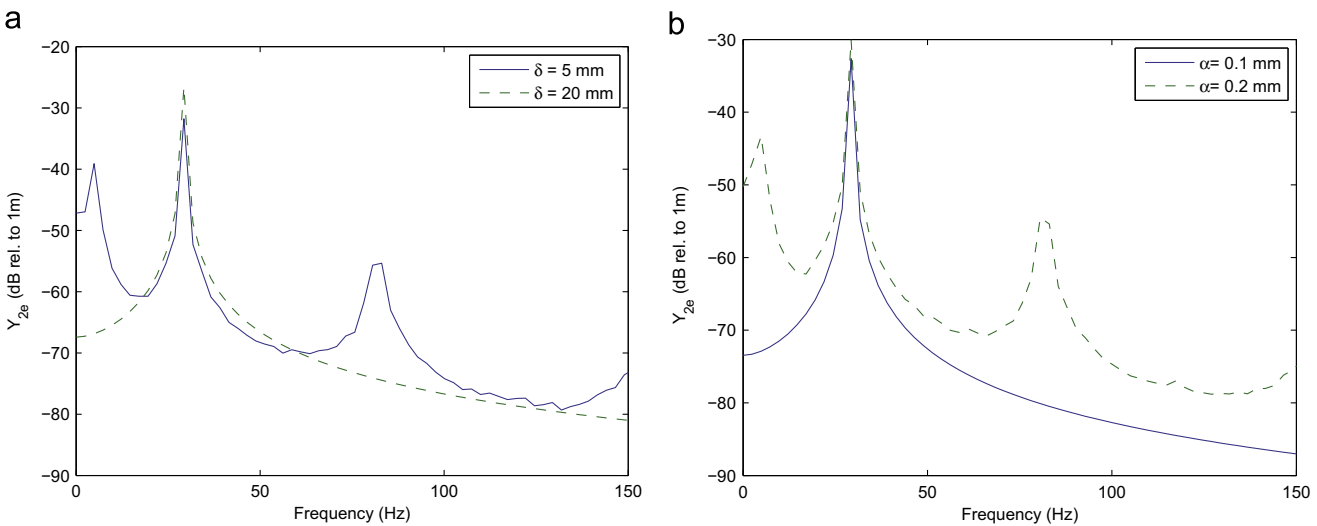 a
−20
−30
−40
−50
−60
−70
−80
−90
0
50
100
150
Frequency (Hz)
Y2e (dB rel. to 1m)
δ = 5 mm
δ = 20 mm
b
−30
−40
−50
−60
−70
−80
−90
0
50
100
150
Frequency (Hz)
Y2e (dB rel. to 1m)
α= 0.1 mm
α= 0.2 mm